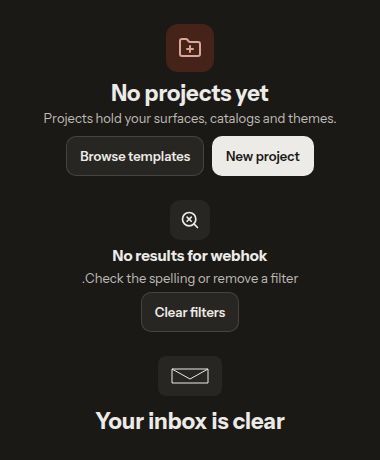 No projects yet
Projects hold your surfaces, catalogs and themes.
Browse templates
New project
No results for webhok
.Check the spelling or remove a filter
Clear filters
Your inbox is clear